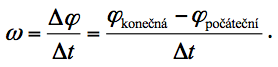 ω = Δφ / Δt = (φkonečná − φpočáteční) / Δt .